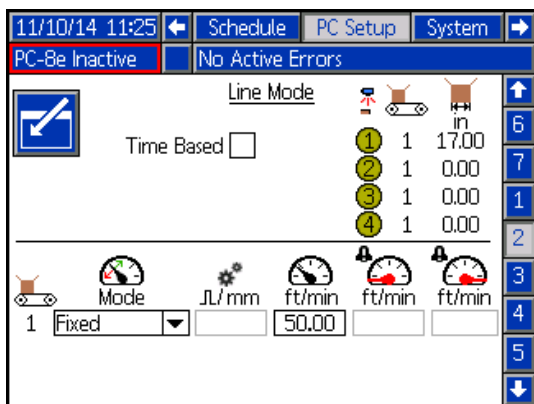 11/10/14 11:25 Schedule PC Setup System
PC-8e Inactive No Active Errors
Line Mode
in
Time Based
1 1 17.00
2 1 0.00
3 1 0.00
4 1 0.00
6
7
1
2
3
4
5
Mode ⎍/mm ft/min ft/min ft/min
1 Fixed 50.00